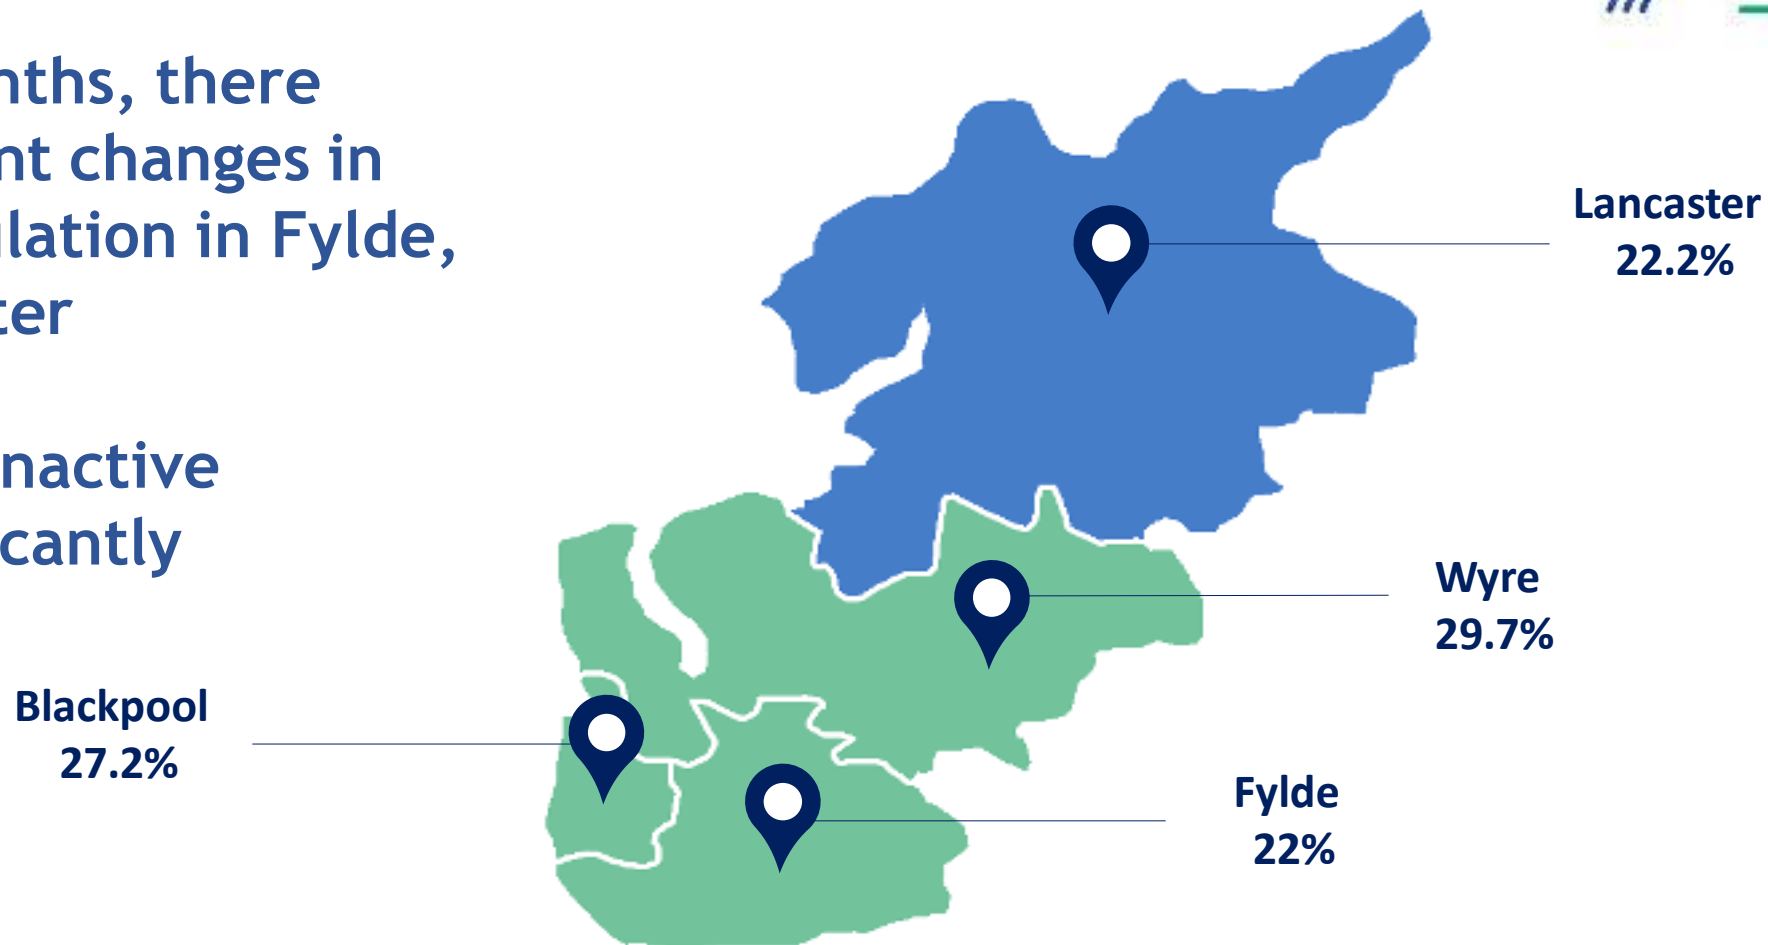 nths, there
nt changes in
ulation in Fylde,
ter
nactive
cantly
Lancaster
22.2%
Wyre
29.7%
Blackpool
27.2%
Fylde
22%